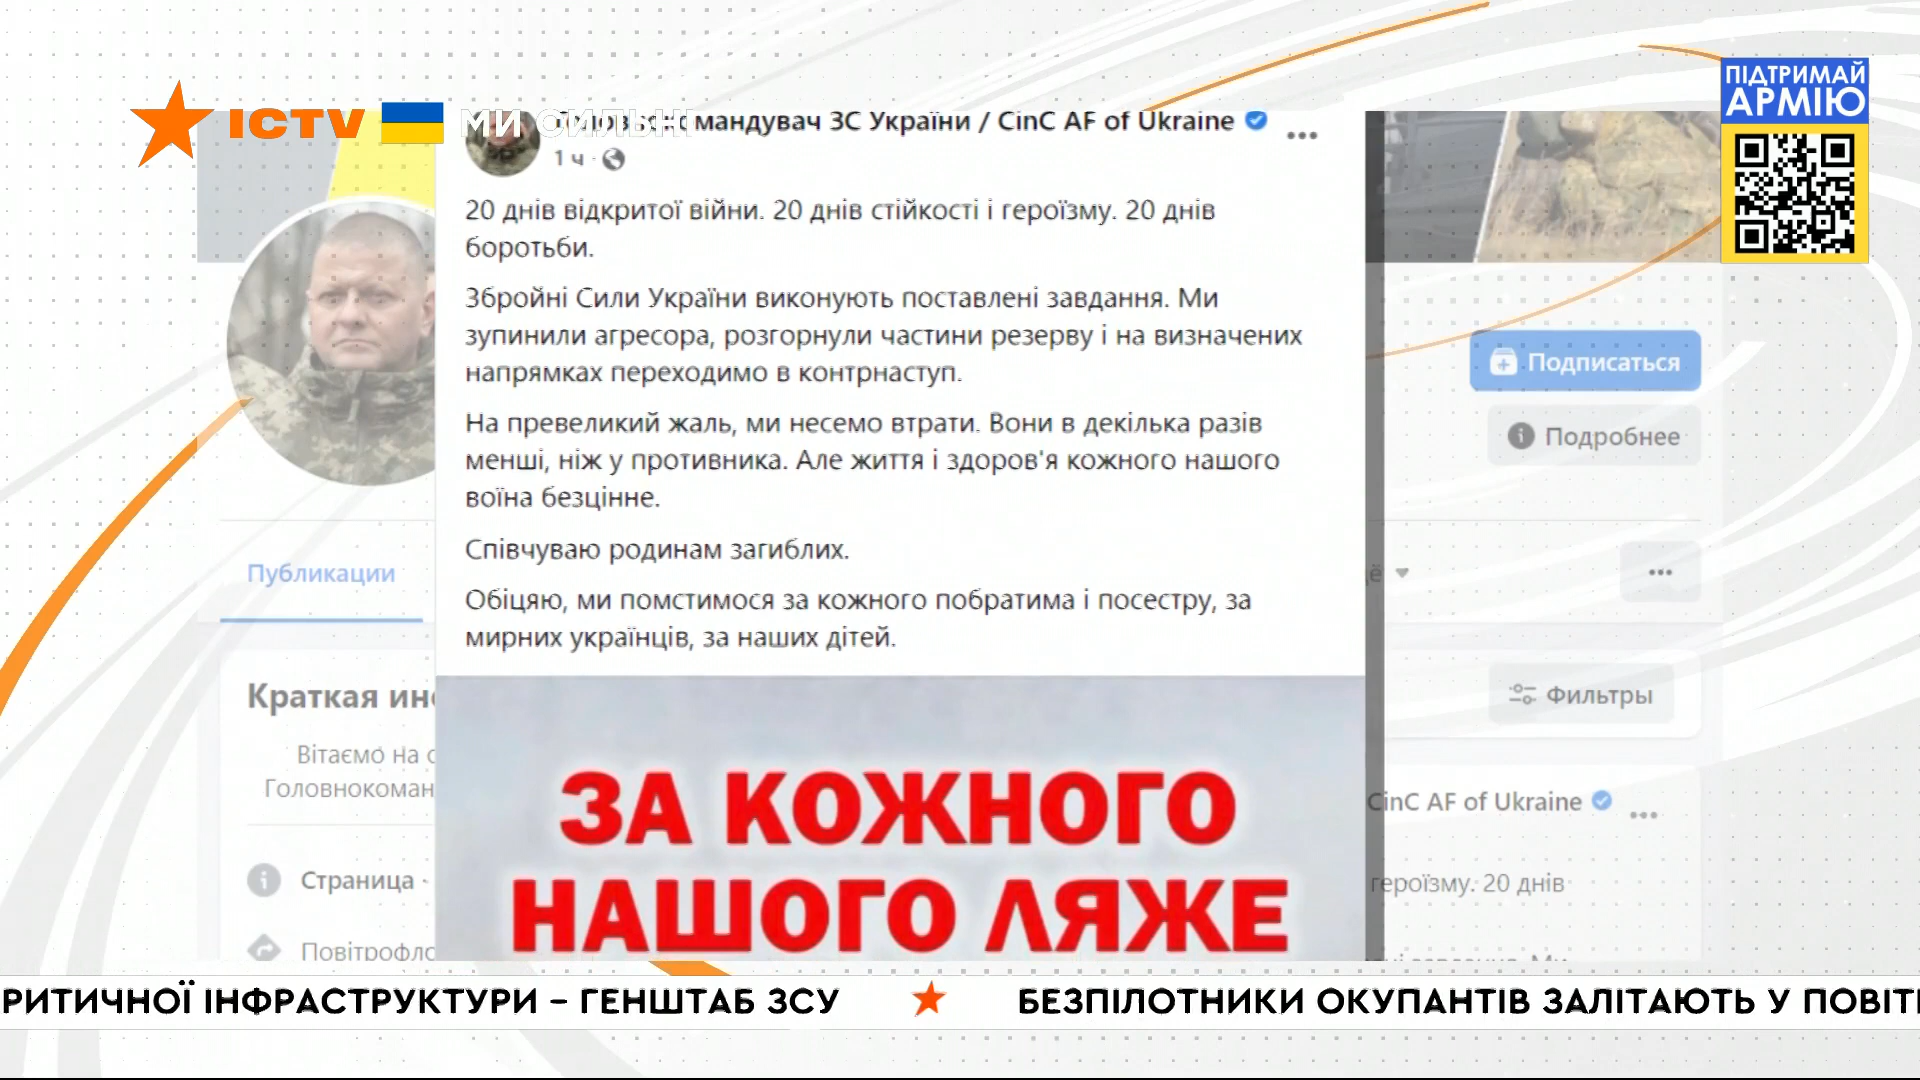 ICTV
МИ СИЛЬНІ
ПІДТРИМАЙ
АРМІЮ
Головнокомандувач ЗС України / CinC AF of Ukraine
1 ч ·
20 днів відкритої війни. 20 днів стійкості і героїзму. 20 днів
боротьби.
Збройні Сили України виконують поставлені завдання. Ми
зупинили агресора, розгорнули частини резерву і на визначених
напрямках переходимо в контрнаступ.
На превеликий жаль, ми несемо втрати. Вони в декілька разів
менші, ніж у противника. Але життя і здоров'я кожного нашого
воїна безцінне.
Співчуваю родинам загиблих.
Обіцяю, ми помстимося за кожного побратима і посестру, за
мирних українців, за наших дітей.
ЗА КОЖНОГО
НАШОГО ЛЯЖЕ
Подписаться
Подробнее
Публикации
Фильтры
Краткая инс
Вітаємо на с
Головнокоман
Страница ·
Повітрофло
CinC AF of Ukraine
героїзму. 20 днів
РИТИЧНОЇ ІНФРАСТРУКТУРИ – ГЕНШТАБ ЗСУ
БЕЗПІЛОТНИКИ ОКУПАНТІВ ЗАЛІТАЮТЬ У ПОВІТ